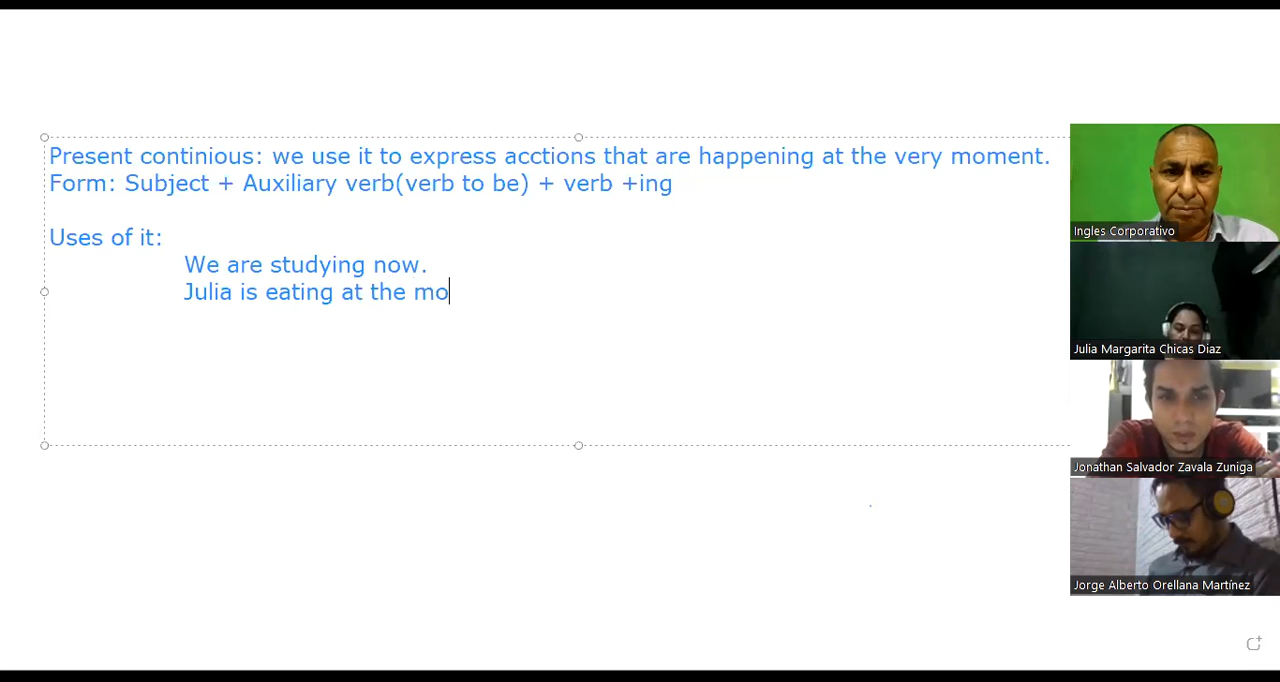 Present continious: we use it to express acctions that are happening at the very moment.
Form: Subject + Auxiliary verb(verb to be) + verb +ing
Uses of it:
We are studying now.
Julia is eating at the mo
Ingles Corporativo
Julia Margarita Chicas Diaz
Jonathan Salvador Zavala Zuniga
Jorge Alberto Orellana Martínez